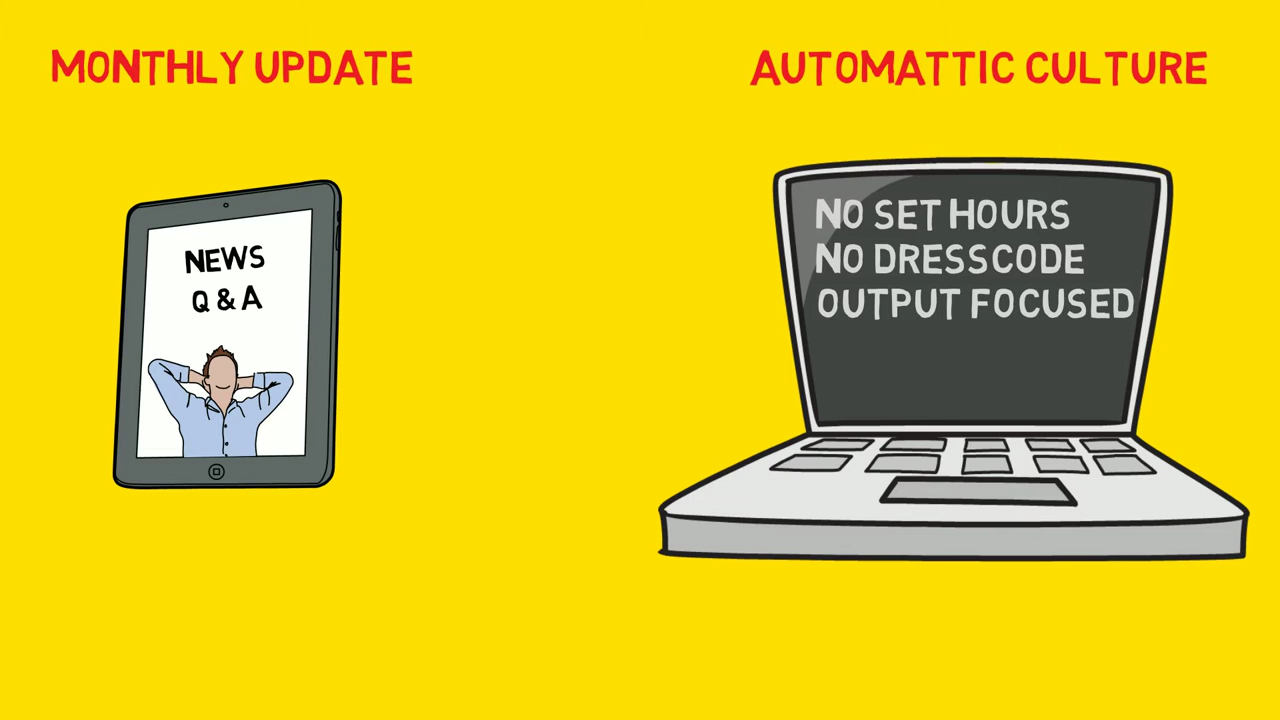 MONTHLY UPDATE
NEWS
Q & A
AUTOMATTIC CULTURE
NO SET HOURS
NO DRESSCODE
OUTPUT FOCUSED